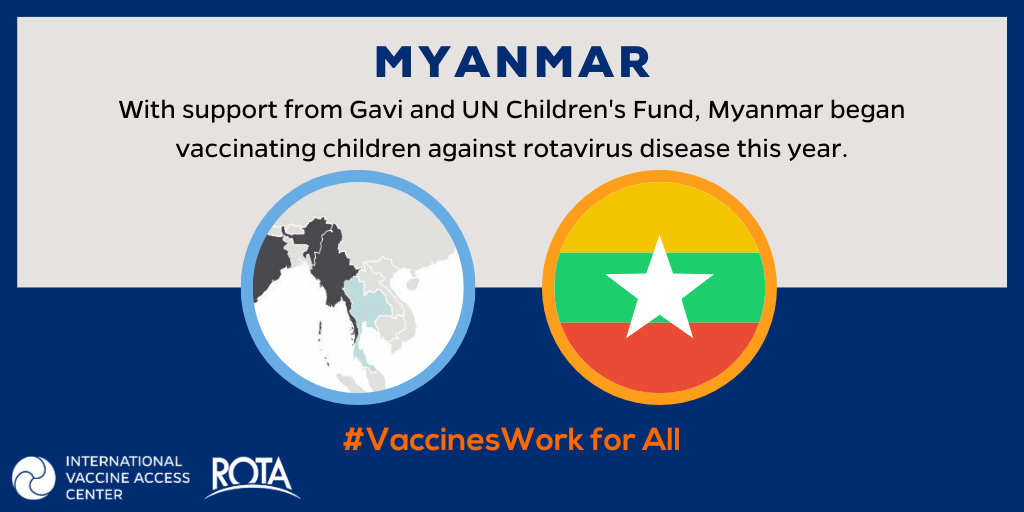 MYANMAR
With support from Gavi and UN Children's Fund, Myanmar began
vaccinating children against rotavirus disease this year.
#VaccinesWork for All
INTERNATIONAL
VACCINE ACCESS
CENTER
ROTA